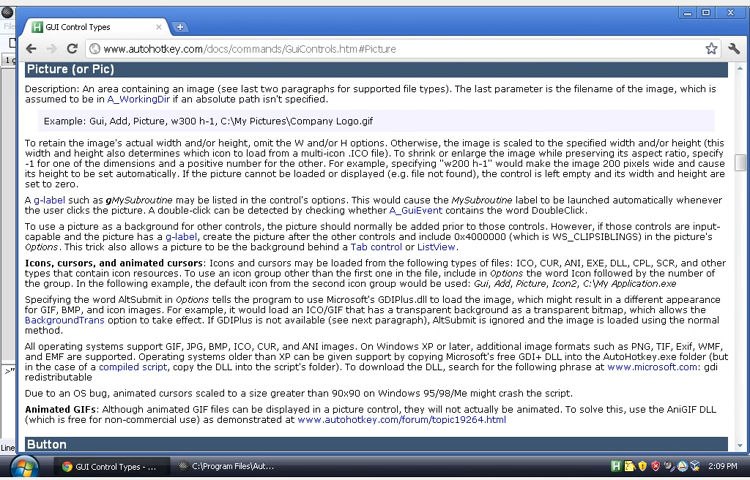 GUI Control Types
www.autohotkey.com/docs/commands/GuiControls.htm#Picture
File
1 g
Picture (or Pic)
Description: An area containing an image (see last two paragraphs for supported file types). The last parameter is the filename of the image, which is
assumed to be in A_WorkingDir if an absolute path isn't specified.
Example: Gui, Add, Picture, w300 h-1, C:\My Pictures\Company Logo.gif
To retain the image's actual width and/or height, omit the W and/or H options. Otherwise, the image is scaled to the specified width and/or height (this
width and height also determines which icon to load from a multi-icon .ICO file). To shrink or enlarge the image while preserving its aspect ratio, specify
-1 for one of the dimensions and a positive number for the other. For example, specifying "w200 h-1" would make the image 200 pixels wide and cause
its height to be set automatically. If the picture cannot be loaded or displayed (e.g. file not found), the control is left empty and its width and height are
set to zero.
A g-label such as gMySubroutine may be listed in the control's options. This would cause the MySubroutine label to be launched automatically whenever
the user clicks the picture. A double-click can be detected by checking whether A_GuiEvent contains the word DoubleClick.
To use a picture as a background for other controls, the picture should normally be added prior to those controls. However, if those controls are input-
capable and the picture has a g-label, create the picture after the other controls and include 0x4000000 (which is WS_CLIPSIBLINGS) in the picture's
Options. This trick also allows a picture to be the background behind a Tab control or ListView.
Icons, cursors, and animated cursors: Icons and cursors may be loaded from the following types of files: ICO, CUR, ANI, EXE, DLL, CPL, SCR, and other
types that contain icon resources. To use an icon group other than the first one in the file, include in Options the word Icon followed by the number of
the group. In the following example, the default icon from the second icon group would be used: Gui, Add, Picture, Icon2, C:\My Application.exe
Specifying the word AltSubmit in Options tells the program to use Microsoft's GDIPlus.dll to load the image, which might result in a different appearance
for GIF, BMP, and icon images. For example, it would load an ICO/GIF that has a transparent background as a transparent bitmap, which allows the
BackgroundTrans option to take effect. If GDIPlus is not available (see next paragraph), AltSubmit is ignored and the image is loaded using the normal
method.
All operating systems support GIF, JPG, BMP, ICO, CUR, and ANI images. On Windows XP or later, additional image formats such as PNG, TIF, Exif, WMF,
and EMF are supported. Operating systems older than XP can be given support by copying Microsoft's free GDI+ DLL into the AutoHotkey.exe folder (but
in the case of a compiled script, copy the DLL into the script's folder). To download the DLL, search for the following phrase at www.microsoft.com: gdi
redistributable
Due to an OS bug, animated cursors scaled to a size greater than 90x90 on Windows 95/98/Me might crash the script.
Animated GIFs: Although animated GIF files can be displayed in a picture control, they will not actually be animated. To solve this, use the AniGIF DLL
(which is free for non-commercial use) as demonstrated at www.autohotkey.com/forum/topic19264.html
Button
>"
Line
GUI Control Types - ...
C:\Program Files\Aut...
2:09 PM